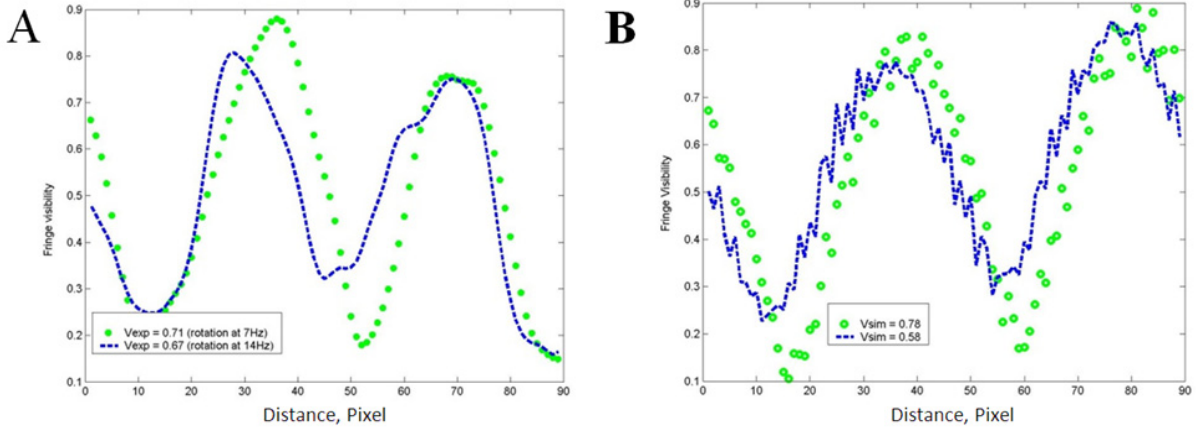 A
0.9
0.8
0.7
0.6
0.5
0.4
0.3
0.2
0.1
Fringe visibility
Vexp = 0.71 (rotation at 7Hz)
Vexp = 0.67 (rotation at 14Hz)
0 10 20 30 40 50 60 70 80 90
Distance, Pixel
B
0.9
0.8
0.7
0.6
0.5
0.4
0.3
0.2
0.1
Fringe Visibility
Vsim = 0.78
Vsim = 0.58
0 10 20 30 40 50 60 70 80 90
Distance, Pixel